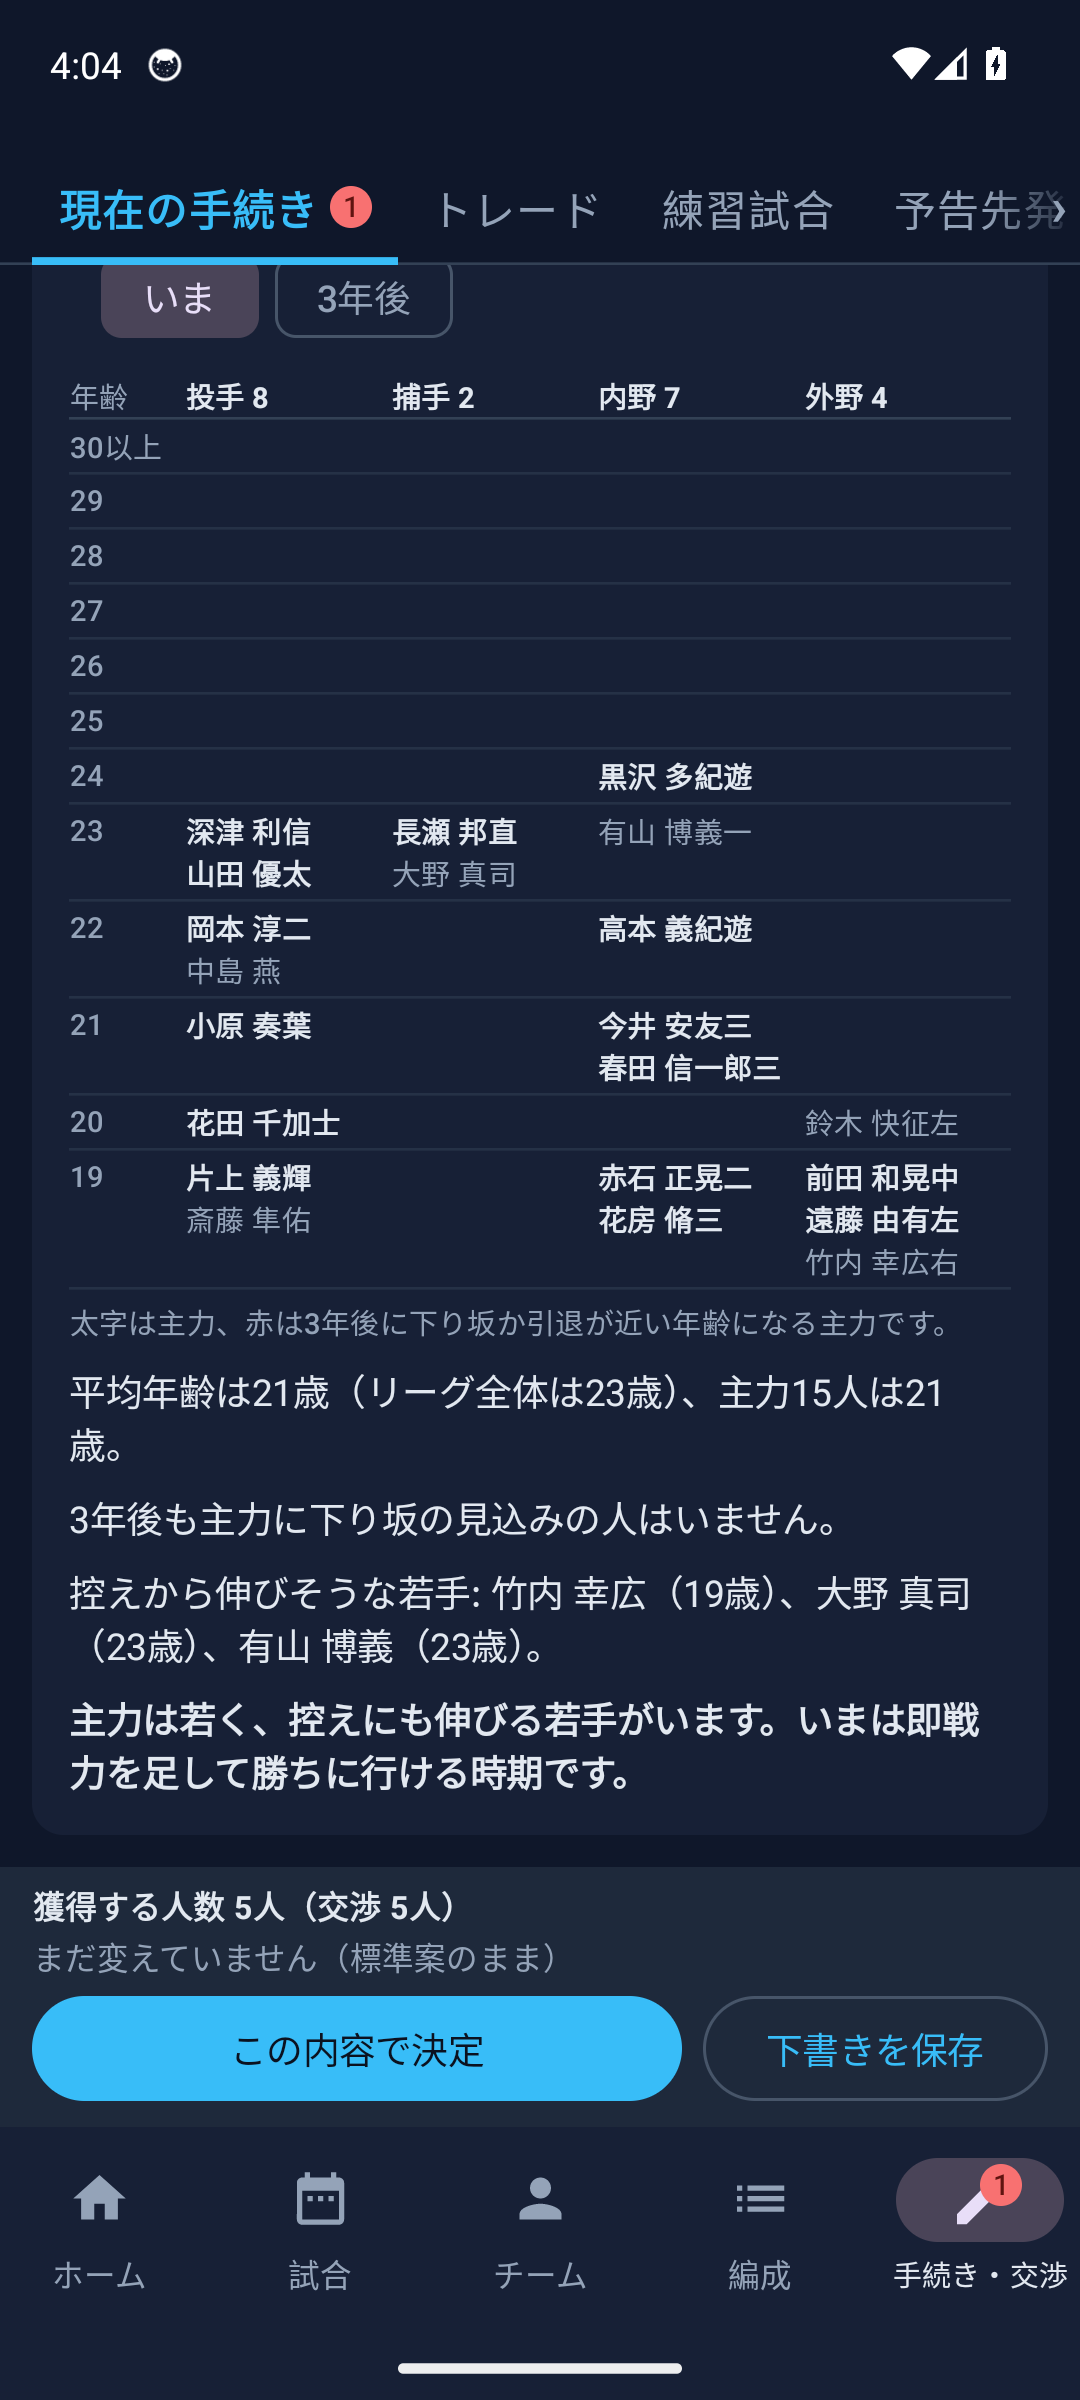 4:04
現在の手続き 1 トレード 練習試合 予告先発
いま 3年後
年齢 投手 8 捕手 2 内野 7 外野 4
30以上
29
28
27
26
25
24 黒沢 多紀遊
23 深津 利信 長瀬 邦直 有山 博義一
山田 優太 大野 真司
22 岡本 淳二 高本 義紀遊
中島 燕
21 小原 奏葉 今井 安友三
春田 信一郎三
20 花田 千加士 鈴木 快征左
19 片上 義輝 赤石 正晃二 前田 和晃中
斎藤 隼佑 花房 脩三 遠藤 由有左
竹内 幸広右
太字は主力、赤は3年後に下り坂か引退が近い年齢になる主力です。
平均年齢は21歳（リーグ全体は23歳）、主力15人は21
歳。
3年後も主力に下り坂の見込みの人はいません。
控えから伸びそうな若手: 竹内 幸広（19歳）、大野 真司
（23歳）、有山 博義（23歳）。
主力は若く、控えにも伸びる若手がいます。いまは即戦
力を足して勝ちに行ける時期です。
獲得する人数 5人（交渉 5人）
まだ変えていません（標準案のまま）
この内容で決定 下書きを保存
1
ホーム 試合 チーム 編成 手続き・交渉